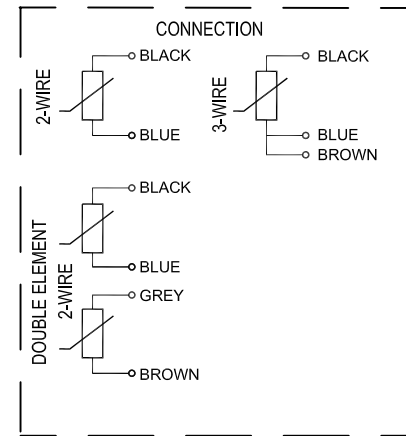 CONNECTION
2-WIRE
BLACK
BLUE
3-WIRE
BLACK
BLUE
BROWN
DOUBLE ELEMENT
2-WIRE
BLACK
BLUE
GREY
BROWN